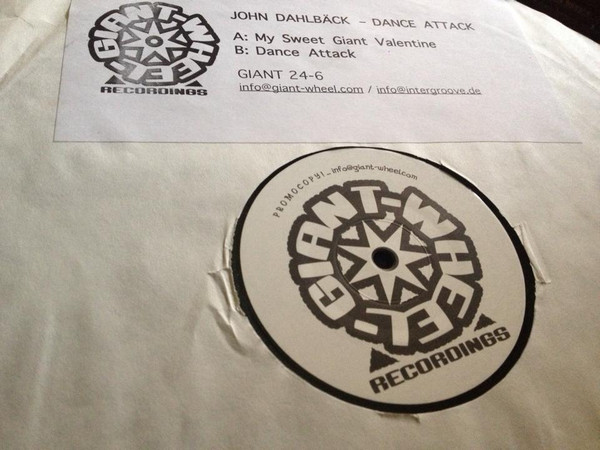 GIANT-WHEEL
RECORDINGS
JOHN DAHLBÄCK - DANCE ATTACK
A: My Sweet Giant Valentine
B: Dance Attack
GIANT 24-6
info@giant-wheel.com / info@intergroove.de
PROMOCOPY!_info@giant-wheel.com
GIANT-WHEEL
RECORDINGS